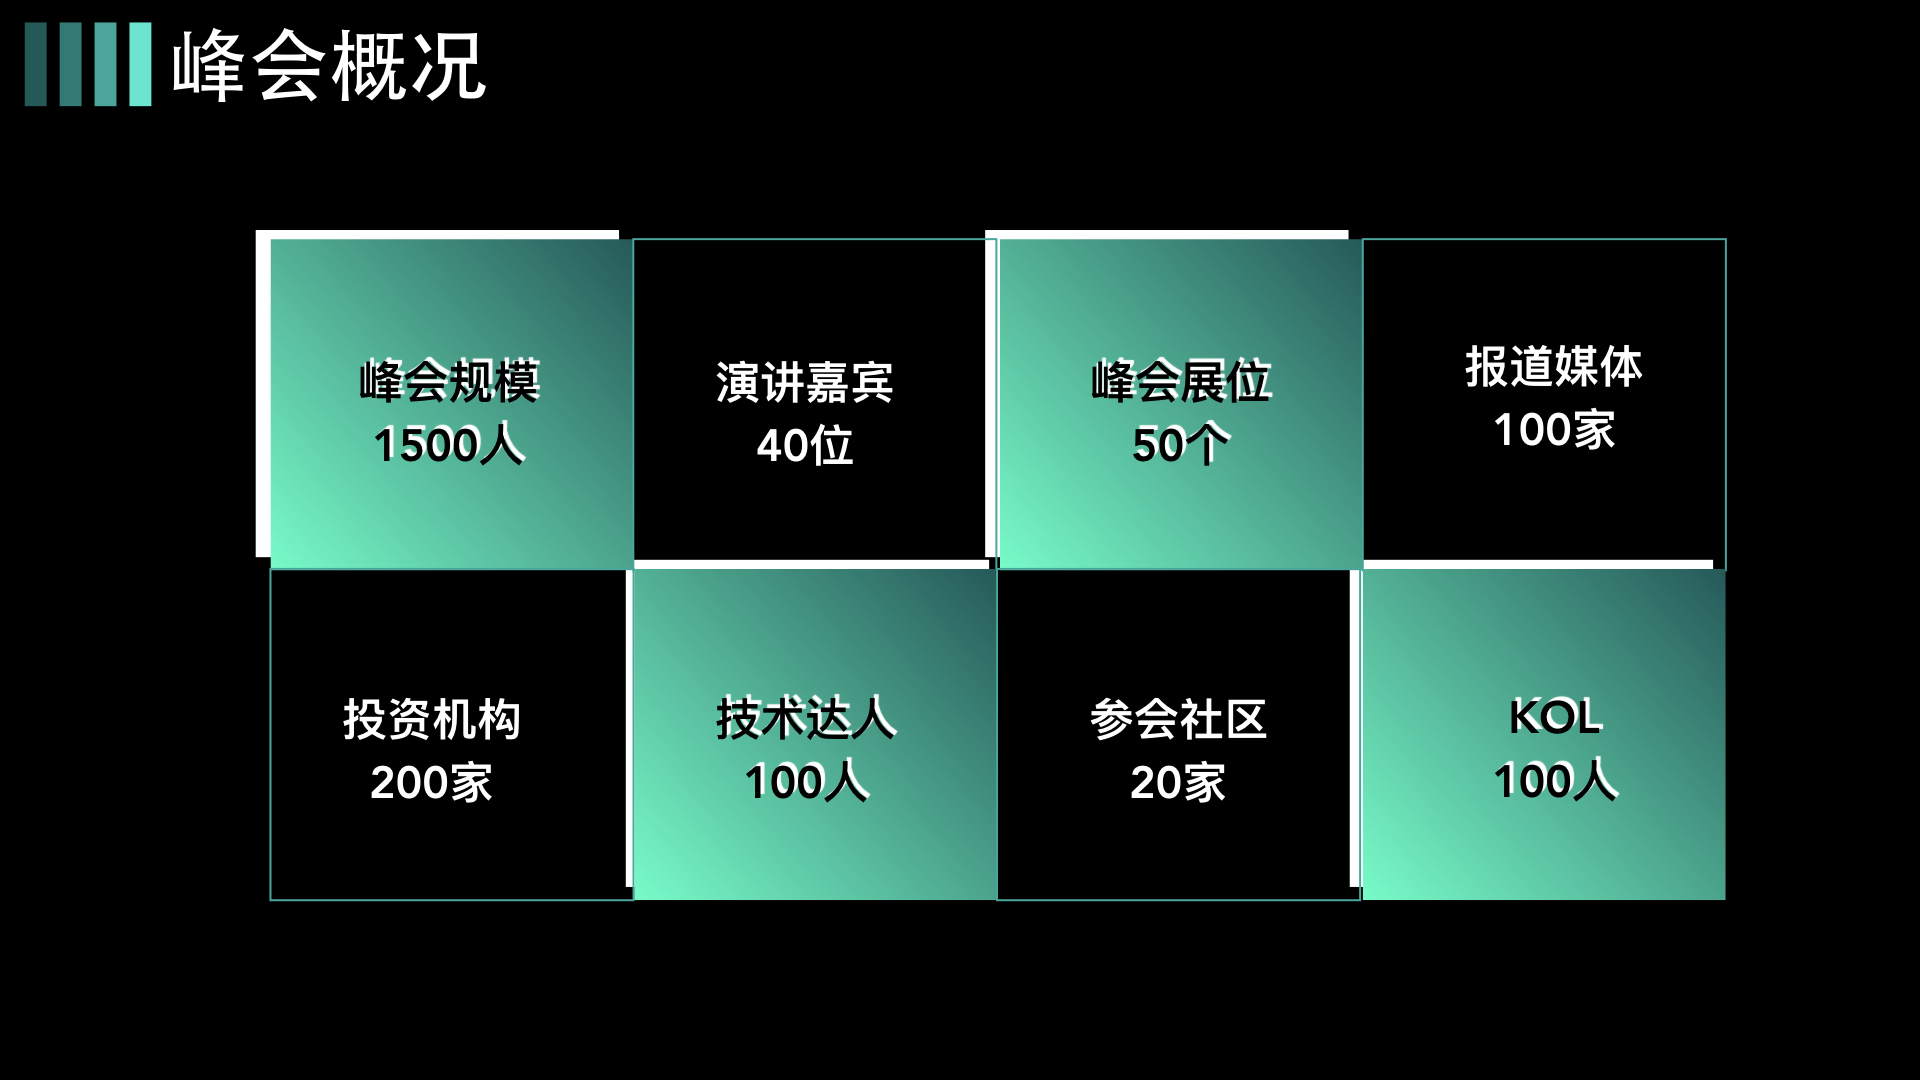 峰会概况
峰会规模
1500人
演讲嘉宾
40位
峰会展位
50个
报道媒体
100家
投资机构
200家
技术达人
100人
参会社区
20家
KOL
100人